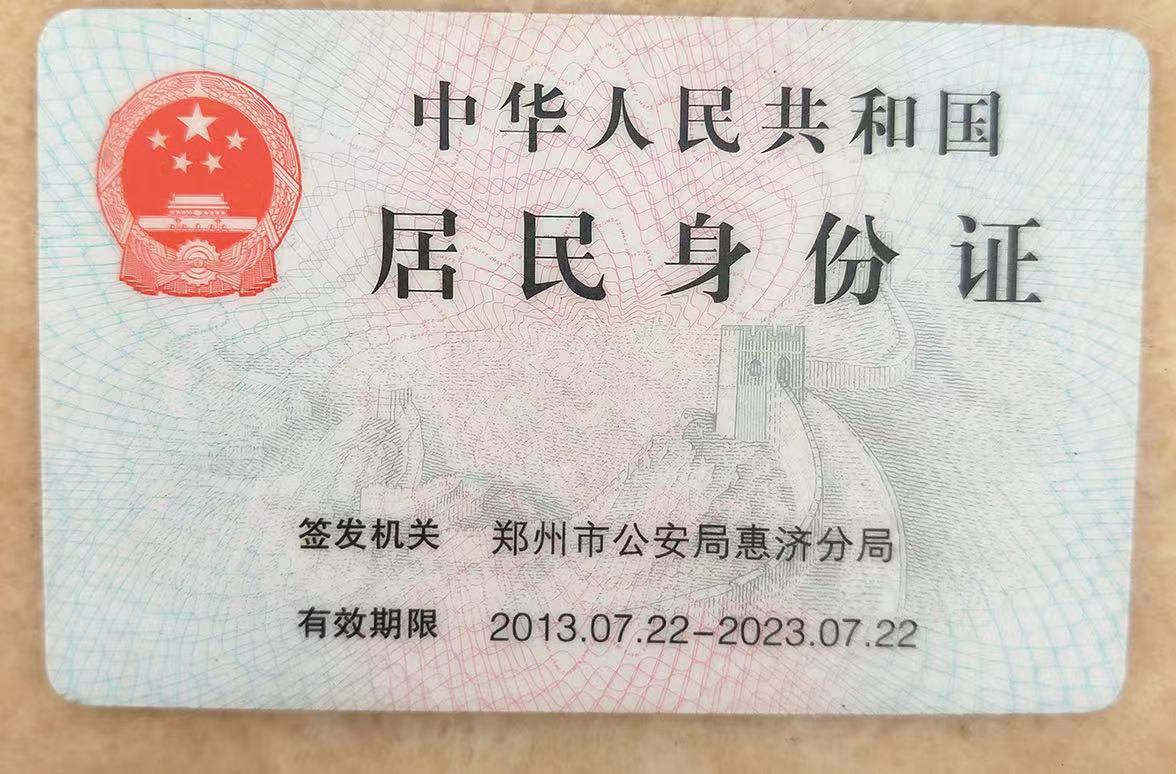 中华人民共和国
居民身份证
签发机关 郑州市公安局惠济分局
有效期限 2013.07.22-2023.07.22